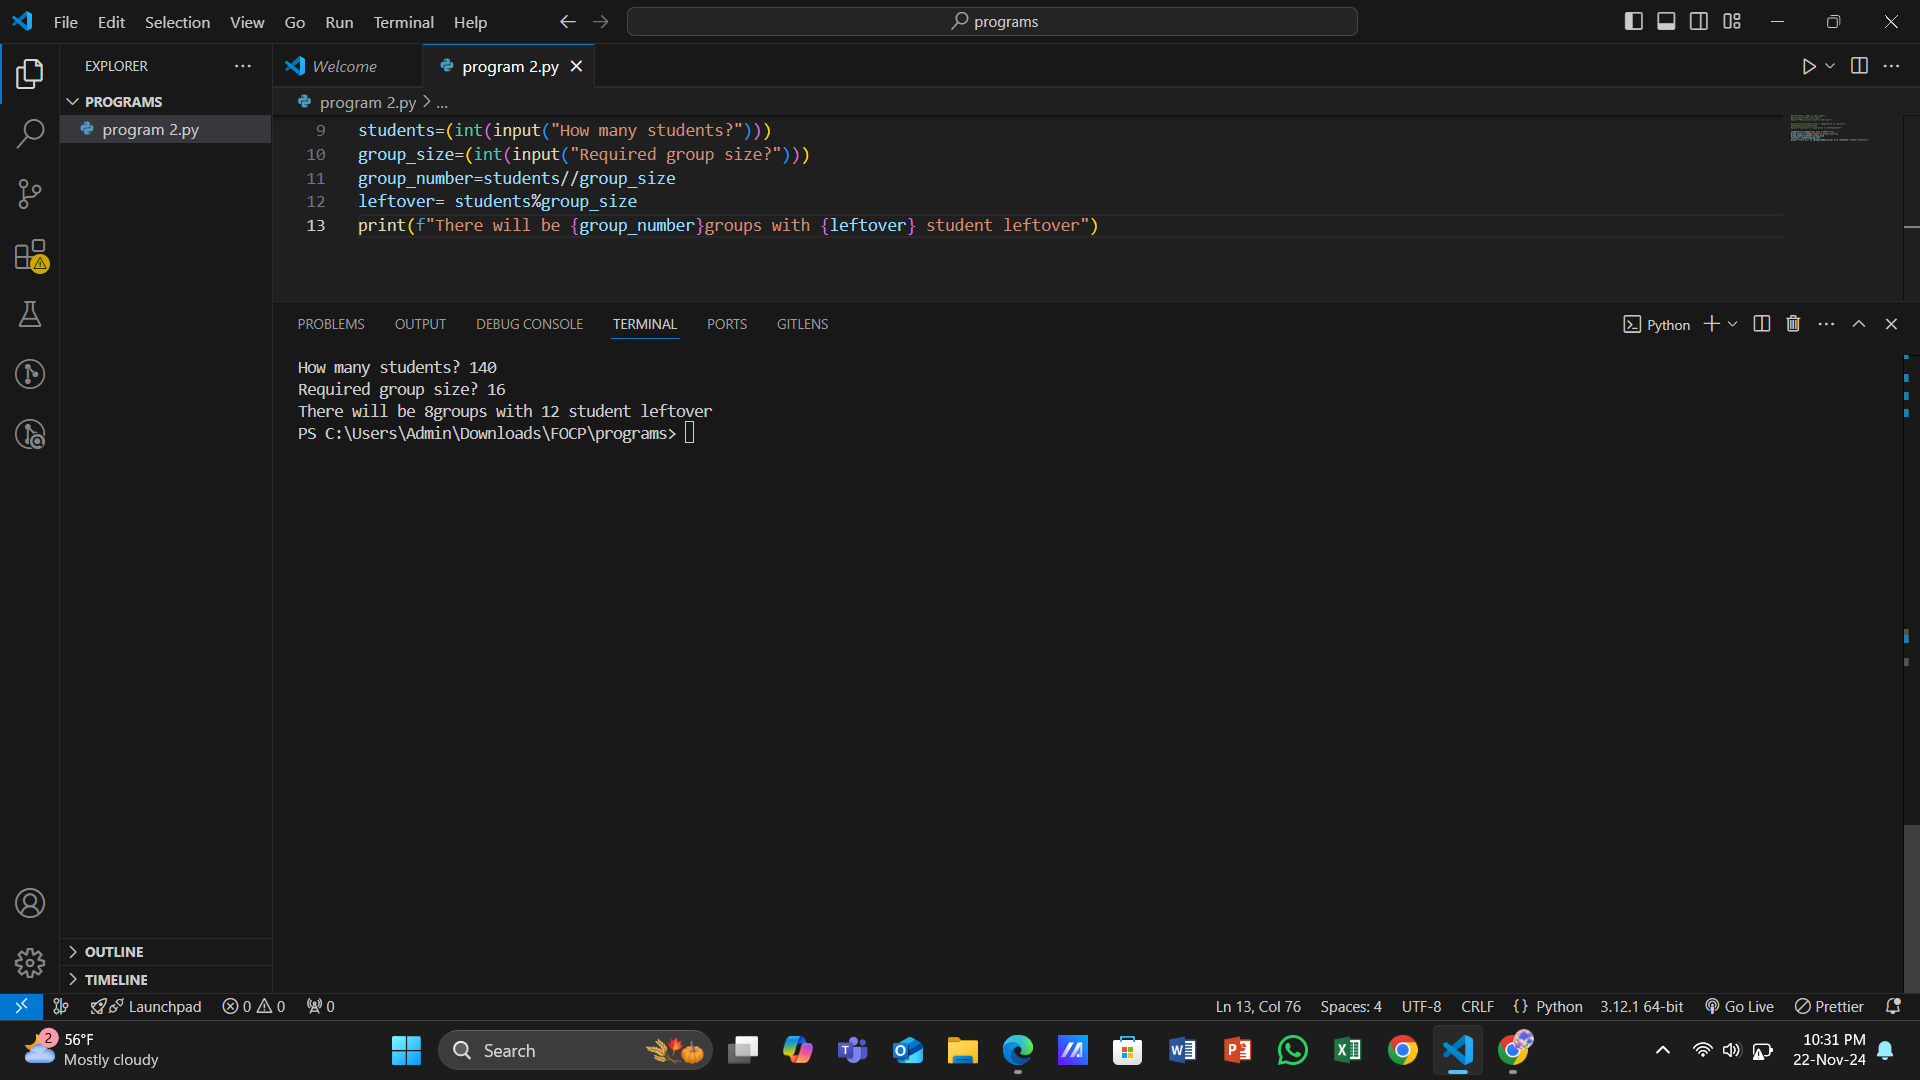 File Edit Selection View Go Run Terminal Help
programs
EXPLORER
Welcome
program 2.py
PROGRAMS
program 2.py
program 2.py > ...
9 students=(int(input("How many students?")))
10 group_size=(int(input("Required group size?")))
11 group_number=students//group_size
12 leftover= students%group_size
13 print(f"There will be {group_number}groups with {leftover} student leftover")
PROBLEMS OUTPUT DEBUG CONSOLE TERMINAL PORTS GITLENS
Python
How many students? 140
Required group size? 16
There will be 8groups with 12 student leftover
PS C:\Users\Admin\Downloads\FOCP\programs>
OUTLINE
TIMELINE
Launchpad 0 0 0
Ln 13, Col 76 Spaces: 4 UTF-8 CRLF {} Python 3.12.1 64-bit Go Live Prettier
2
56°F
Mostly cloudy
Search
10:31 PM
22-Nov-24